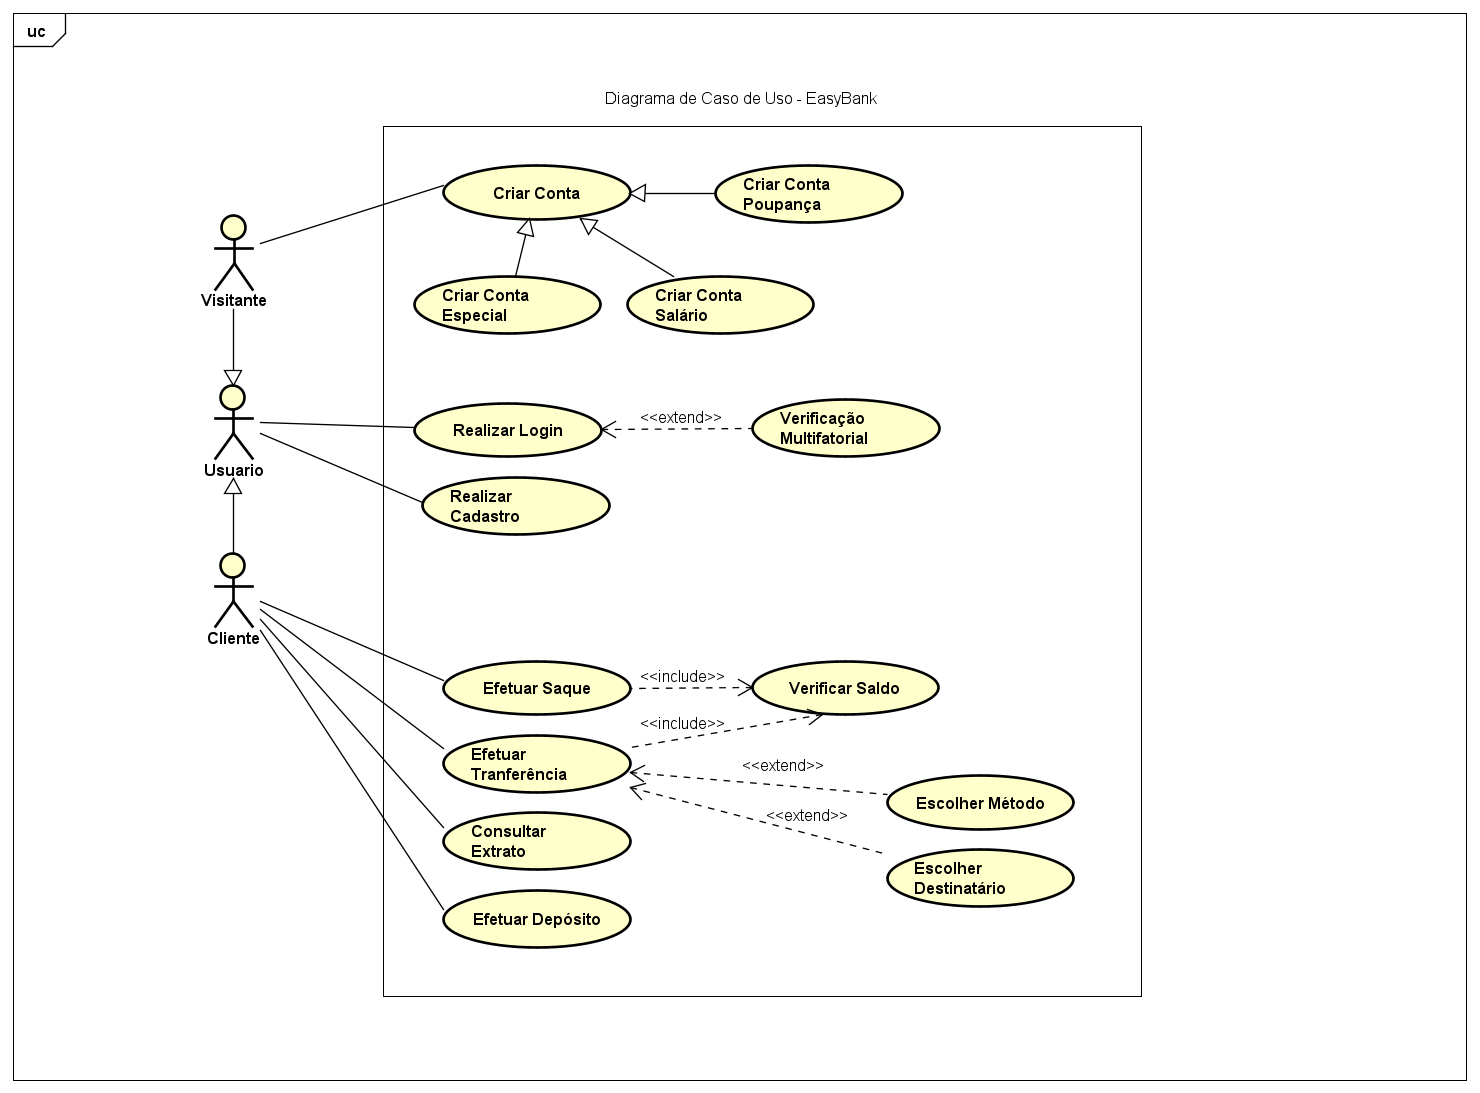 uc
Diagrama de Caso de Uso - EasyBank
Criar Conta
Criar Conta
Poupança
Visitante
Criar Conta
Especial
Criar Conta
Salário
Usuario
Realizar Login
<<extend>>
Verificação
Multifatorial
Realizar
Cadastro
Cliente
Efetuar Saque
<<include>>
Verificar Saldo
<<include>>
Efetuar
Tranferência
<<extend>>
Escolher Método
<<extend>>
Consultar
Extrato
Escolher
Destinatário
Efetuar Depósito